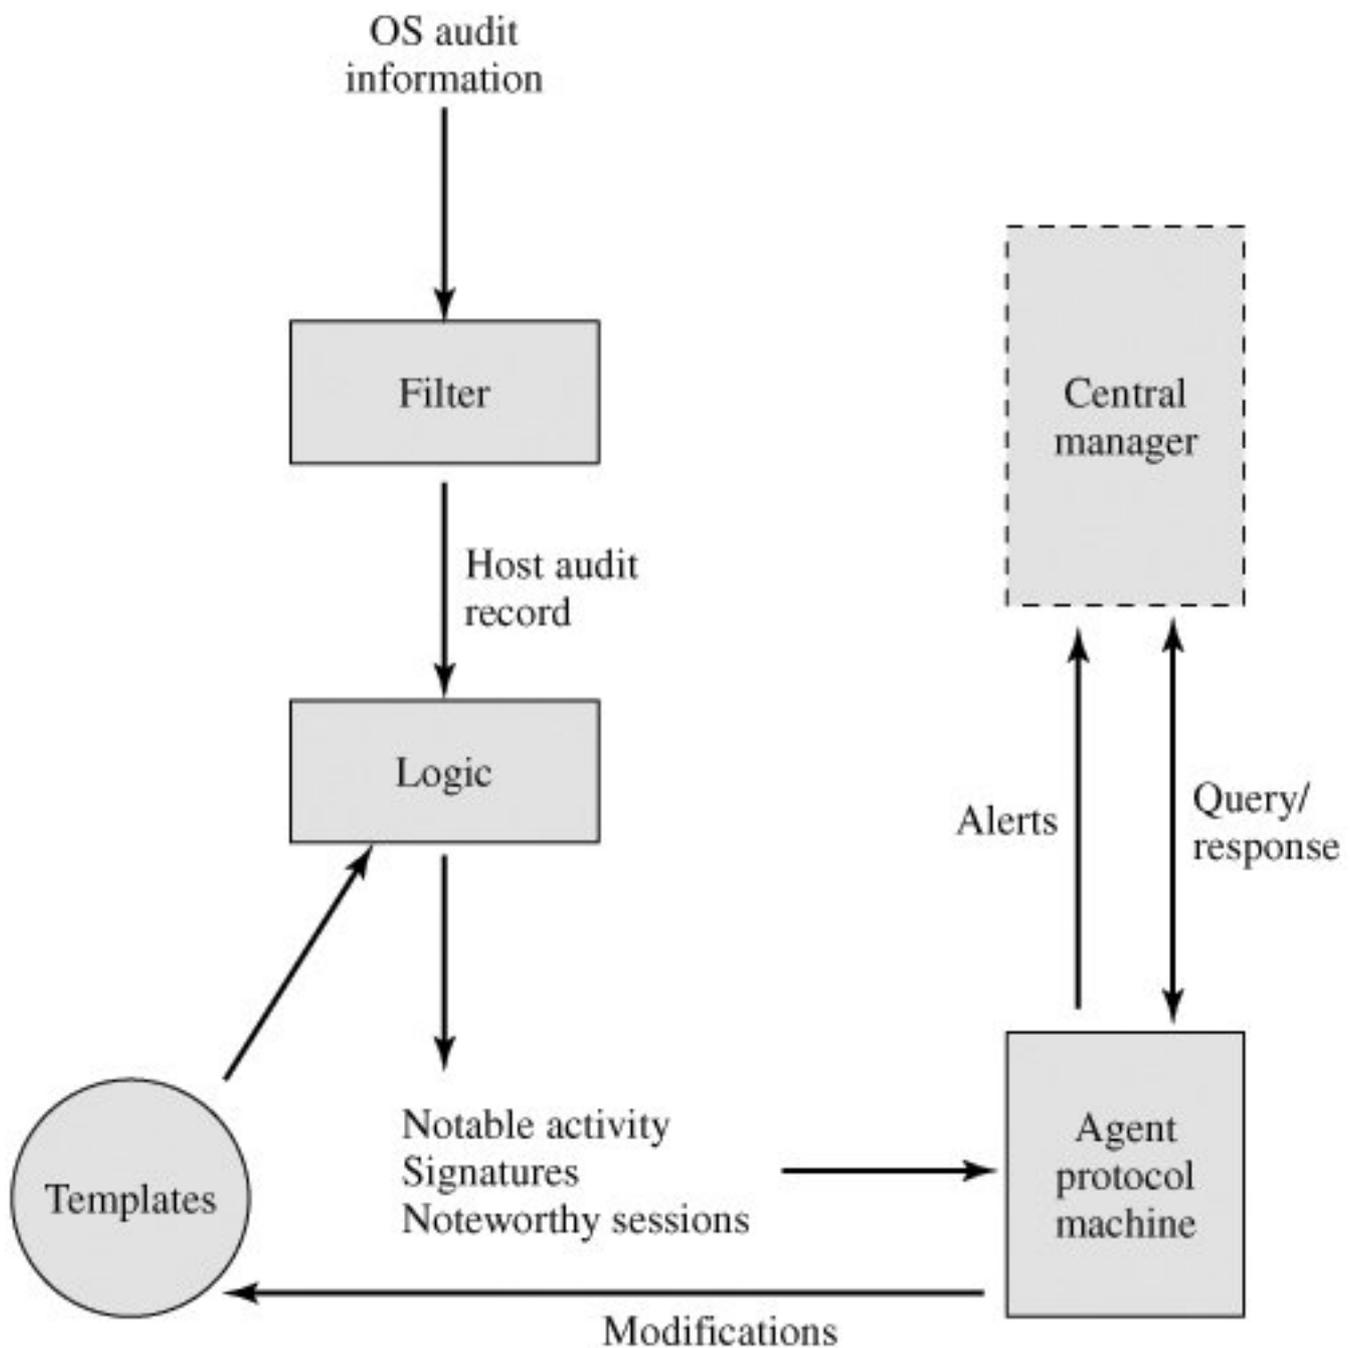 OS audit
information
Filter
Central
manager
Host audit
record
Logic
Alerts
Query/
response
Notable activity
Signatures
Noteworthy sessions
Agent
protocol
machine
Templates
Modifications